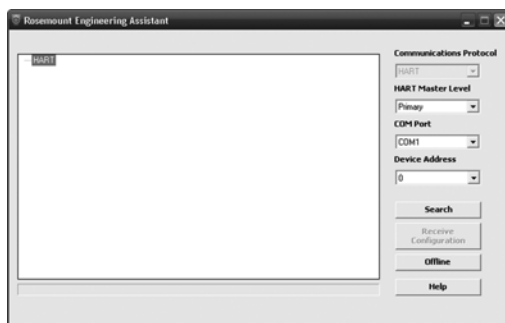 Rosemount Engineering Assistant
HART
Communications Protocol
HART
HART Master Level
Primary
COM Port
COM1
Device Address
0
Search
Receive
Configuration
Offline
Help